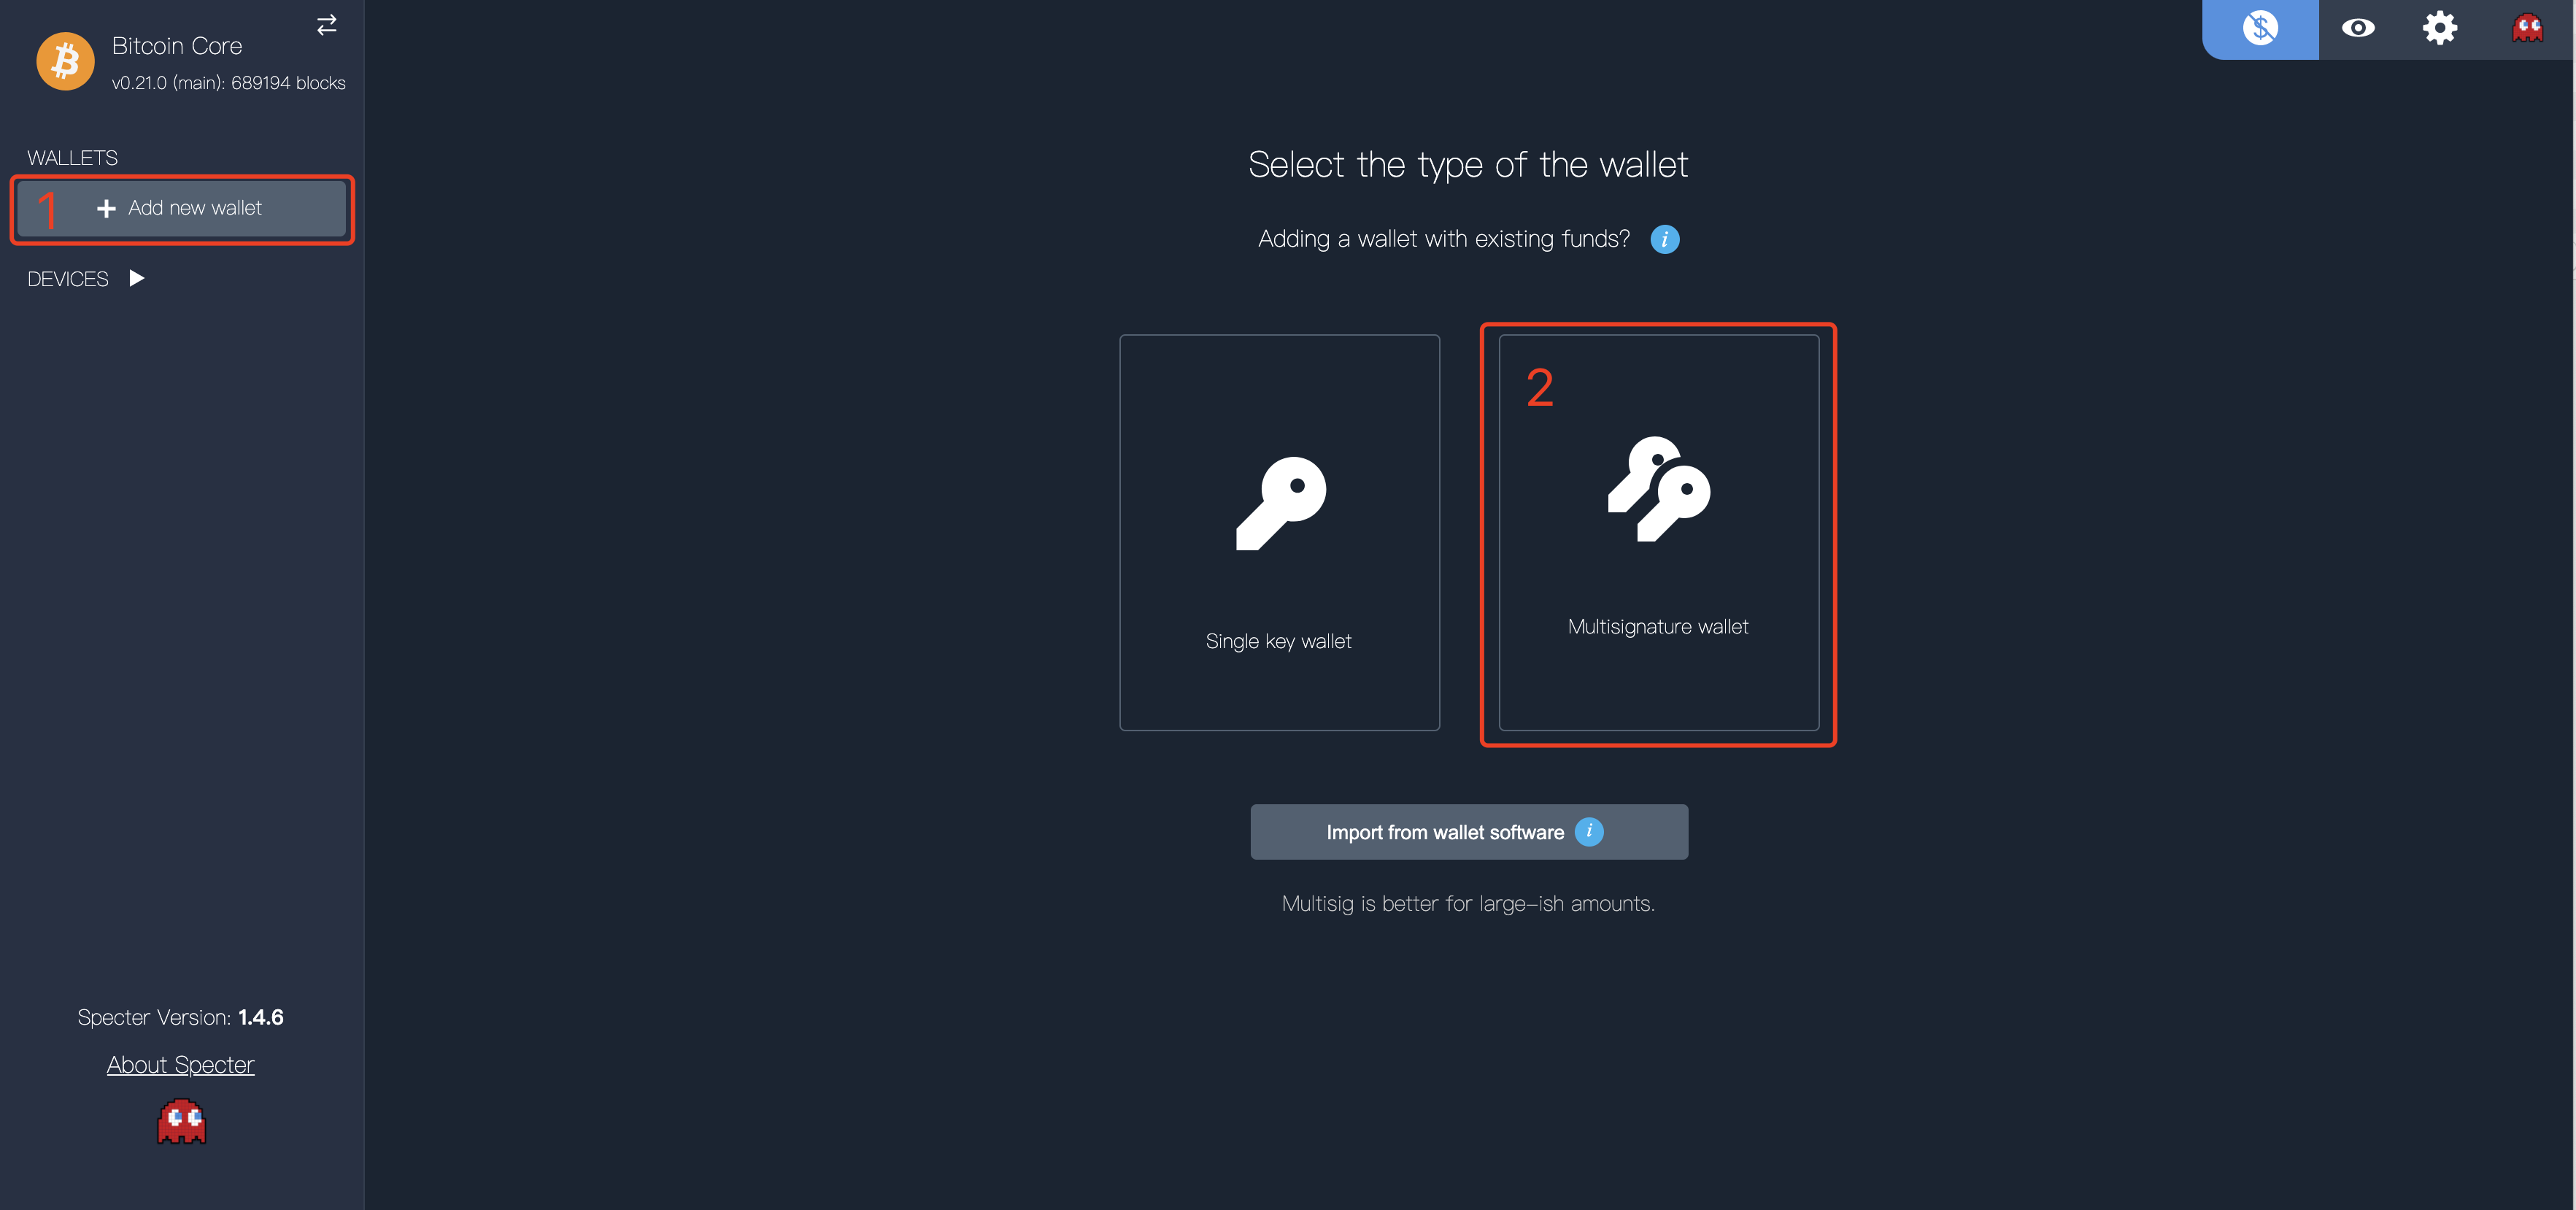 Bitcoin Core
v0.21.0 (main): 689194 blocks
WALLETS
1
Add new wallet
DEVICES
Select the type of the wallet
Adding a wallet with existing funds? i
2
Single key wallet
Multisignature wallet
Import from wallet software i
Multisig is better for large-ish amounts.
Specter Version: 1.4.6
About Specter